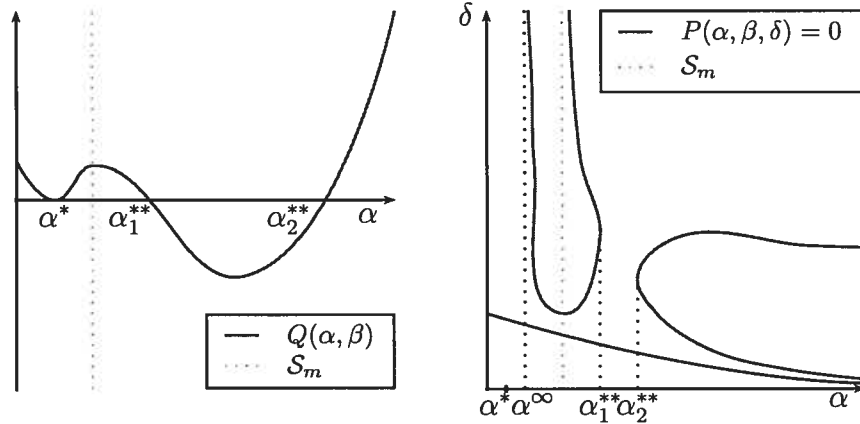 α*
α₁**
α₂**
α
Q(α, β)
𝒮ₘ
δ
P(α, β, δ) = 0
𝒮ₘ
α*
α^∞
α₁**
α₂**
α